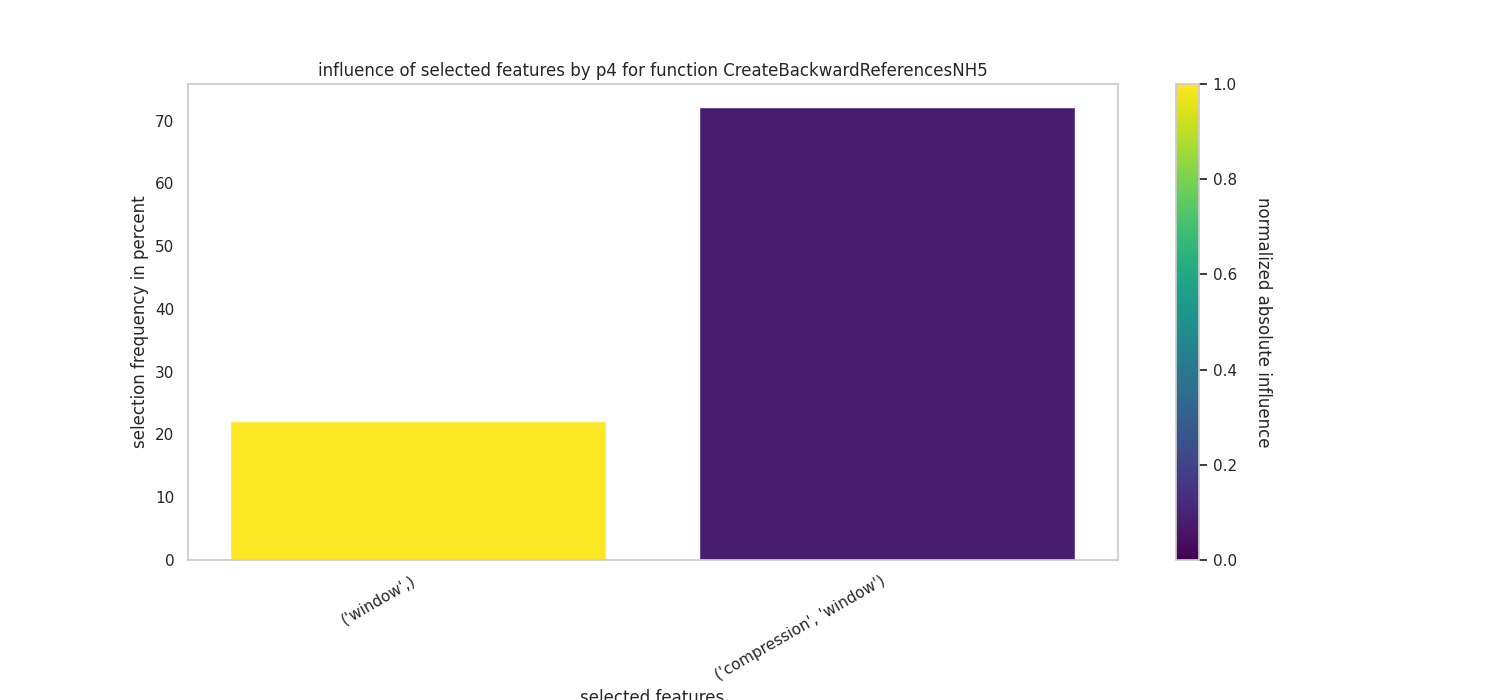 influence of selected features by p4 for function CreateBackwardReferencesNH5
selection frequency in percent
70
60
50
40
30
20
10
0
('window',)
('compression', 'window')
selected features
1.0
0.8
0.6
0.4
0.2
0.0
normalized absolute influence